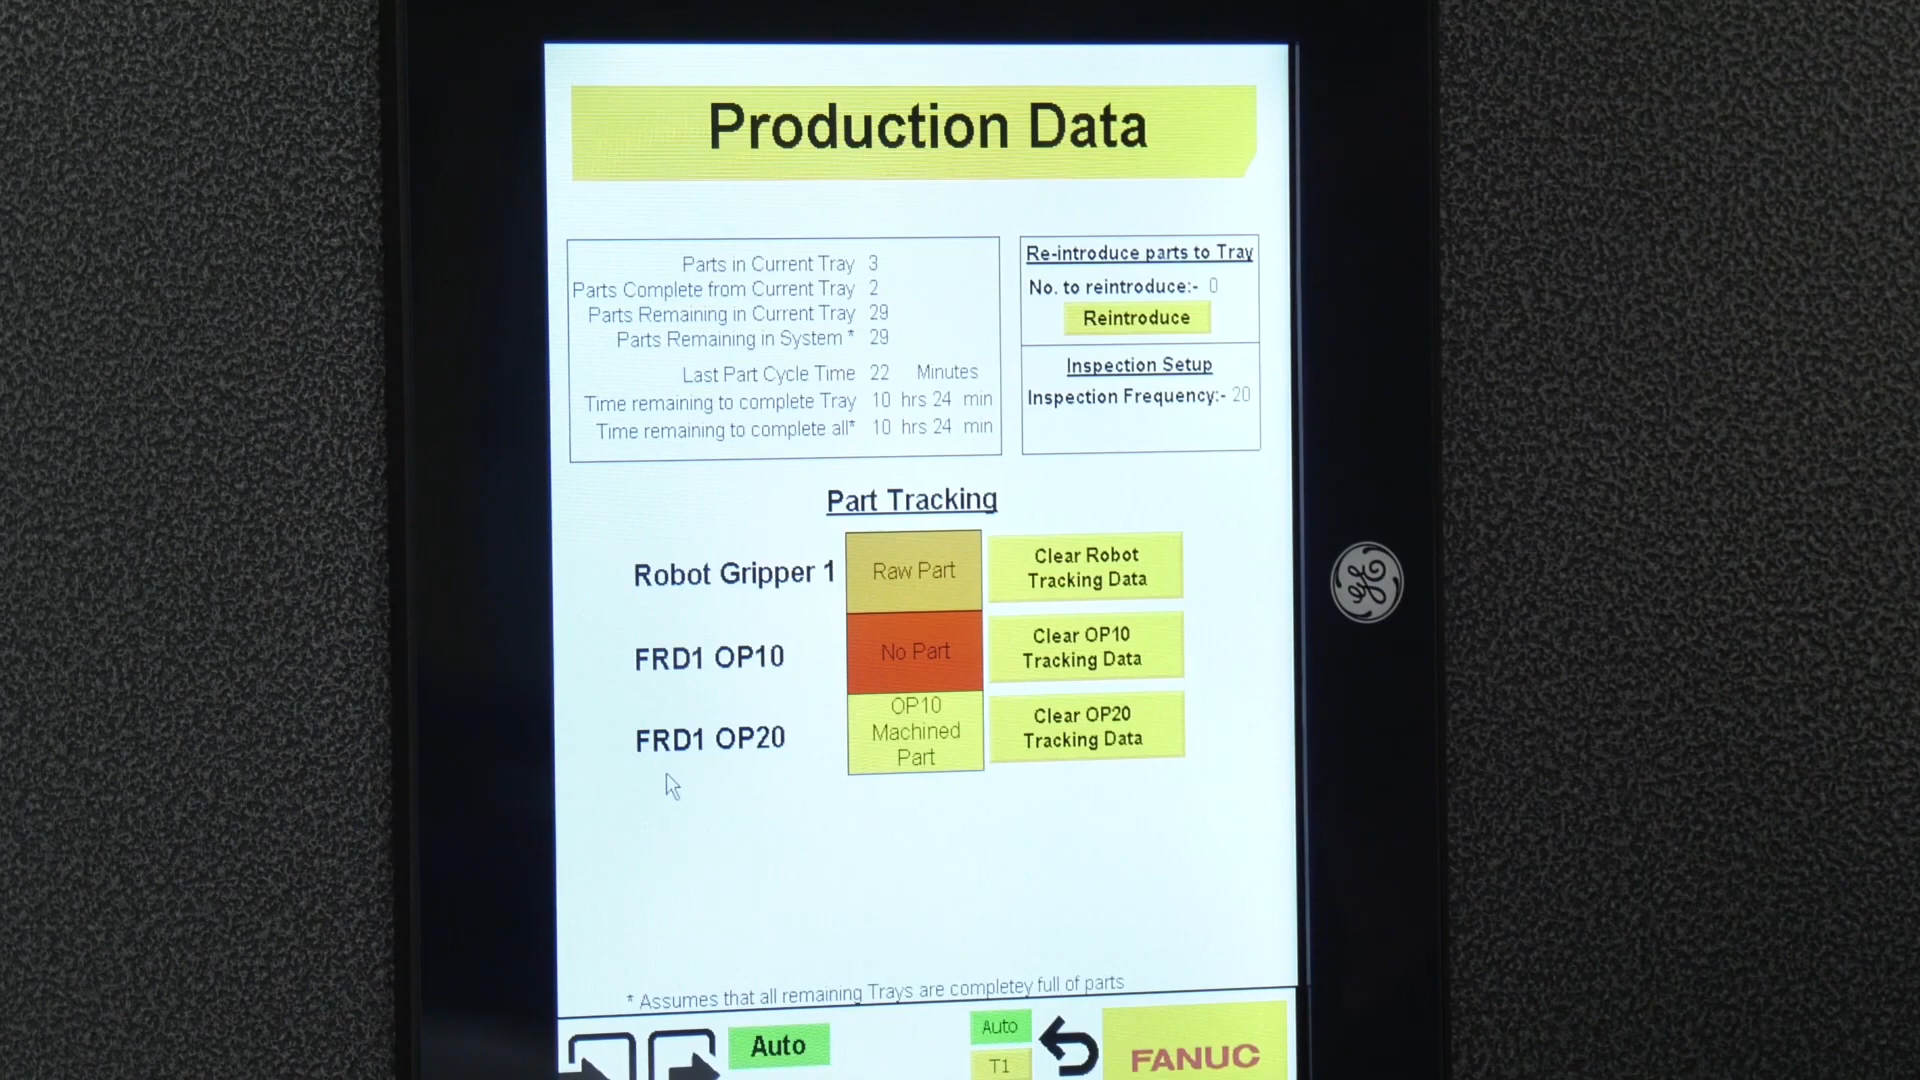 Production Data
Parts in Current Tray 3
Parts Complete from Current Tray 2
Parts Remaining in Current Tray 29
Parts Remaining in System * 29
Last Part Cycle Time 22 Minutes
Time remaining to complete Tray 10 hrs 24 min
Time remaining to complete all* 10 hrs 24 min
Re-introduce parts to Tray
No. to reintroduce:- 0
Reintroduce
Inspection Setup
Inspection Frequency:- 20
Part Tracking
Robot Gripper 1
Raw Part
Clear Robot
Tracking Data
FRD1 OP10
No Part
Clear OP10
Tracking Data
FRD1 OP20
OP10
Machined
Part
Clear OP20
Tracking Data
* Assumes that all remaining Trays are completey full of parts
Auto
Auto
T1
FANUC
GE